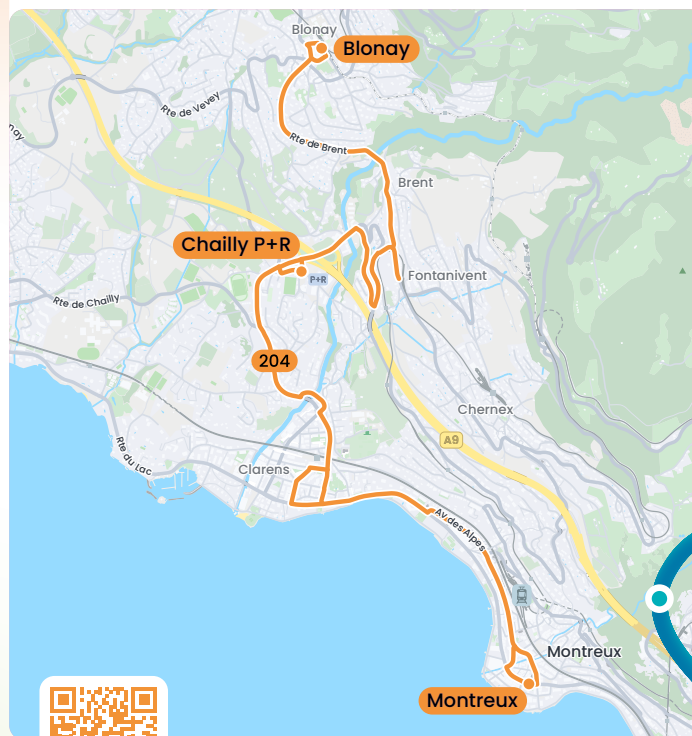 Blonay
Blonay
Rte de Vevey
nay
Rte de Brent
Brent
Chailly P+R
P+R
Fontanivent
Rte de Chailly
204
Chernex
A9
Rte du Lac
Clarens
Av. des Alpes
Montreux
Montreux